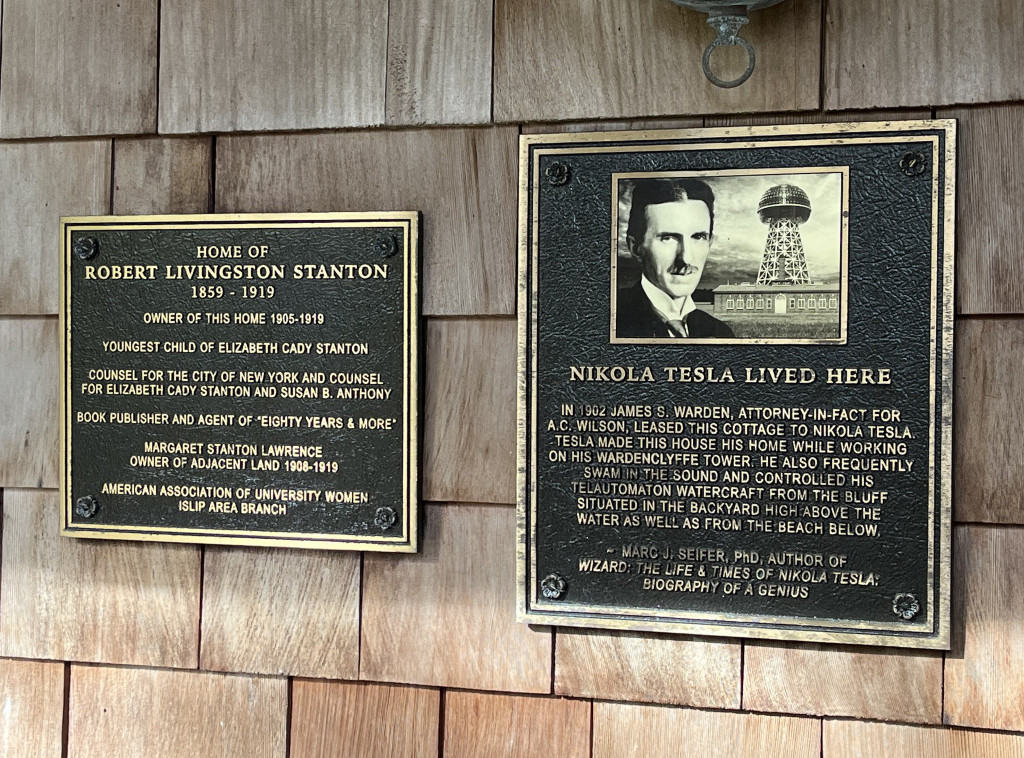 HOME OF
ROBERT LIVINGSTON STANTON
1859 - 1919
OWNER OF THIS HOME 1905-1919
YOUNGEST CHILD OF ELIZABETH CADY STANTON
COUNSEL FOR THE CITY OF NEW YORK AND COUNSEL
FOR ELIZABETH CADY STANTON AND SUSAN B. ANTHONY
BOOK PUBLISHER AND AGENT OF "EIGHTY YEARS & MORE"
MARGARET STANTON LAWRENCE
OWNER OF ADJACENT LAND 1908-1919
AMERICAN ASSOCIATION OF UNIVERSITY WOMEN
ISLIP AREA BRANCH
NIKOLA TESLA LIVED HERE
IN 1902 JAMES S. WARDEN, ATTORNEY-IN-FACT FOR
A.C. WILSON, LEASED THIS COTTAGE TO NIKOLA TESLA.
TESLA MADE THIS HOUSE HIS HOME WHILE WORKING
ON HIS WARDENCLYFFE TOWER. HE ALSO FREQUENTLY
SWAM IN THE SOUND AND CONTROLLED HIS
TELAUTOMATON WATERCRAFT FROM THE BLUFF
SITUATED IN THE BACKYARD HIGH ABOVE THE
WATER AS WELL AS FROM THE BEACH BELOW.
~ MARC J. SEIFER, PhD, AUTHOR OF
WIZARD: THE LIFE & TIMES OF NIKOLA TESLA:
BIOGRAPHY OF A GENIUS